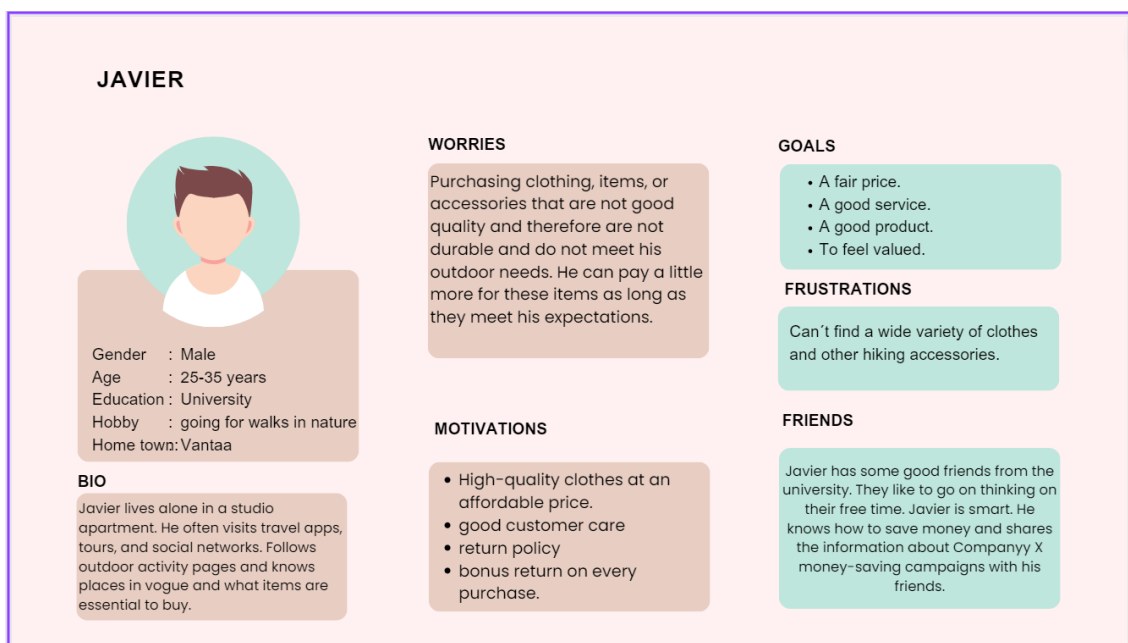 JAVIER
Gender : Male
Age : 25-35 years
Education : University
Hobby : going for walks in nature
Home town: Vantaa
BIO
Javier lives alone in a studio
apartment. He often visits travel apps,
tours, and social networks. Follows
outdoor activity pages and knows
places in vogue and what items are
essential to buy.
WORRIES
Purchasing clothing, items, or
accessories that are not good
quality and therefore are not
durable and do not meet his
outdoor needs. He can pay a little
more for these items as long as
they meet his expectations.
MOTIVATIONS
• High-quality clothes at an
affordable price.
• good customer care
• return policy
• bonus return on every
purchase.
GOALS
• A fair price.
• A good service.
• A good product.
• To feel valued.
FRUSTRATIONS
Can´t find a wide variety of clothes
and other hiking accessories.
FRIENDS
Javier has some good friends from the
university. They like to go on thinking on
their free time. Javier is smart. He
knows how to save money and shares
the information about Companyy X
money-saving campaigns with his
friends.